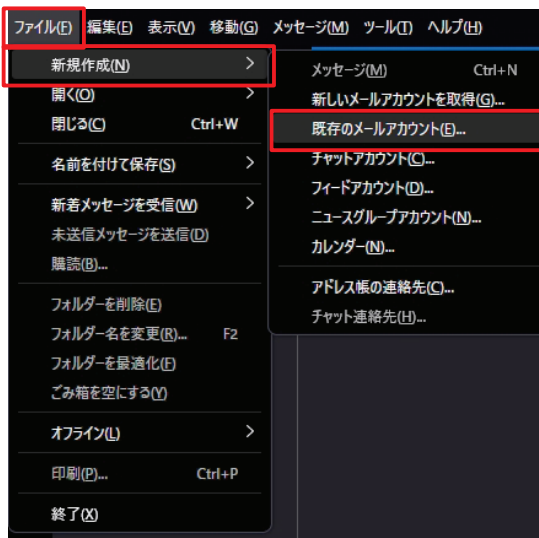 ファイル(F) 編集(E) 表示(V) 移動(G) メッセージ(M) ツール(T) ヘルプ(H)
新規作成(N) >
開く(O) >
閉じる(C) Ctrl+W
名前を付けて保存(S) >
新着メッセージを受信(W) >
未送信メッセージを送信(D)
購読(B)...
フォルダーを削除(E)
フォルダー名を変更(R)... F2
フォルダーを最適化(F)
ごみ箱を空にする(Y)
オフライン(L) >
印刷(P)... Ctrl+P
終了(X)
メッセージ(M) Ctrl+N
新しいメールアカウントを取得(G)...
既存のメールアカウント(E)...
チャットアカウント(C)...
フィードアカウント(D)...
ニュースグループアカウント(N)...
カレンダー(N)...
アドレス帳の連絡先(C)...
チャット連絡先(H)...